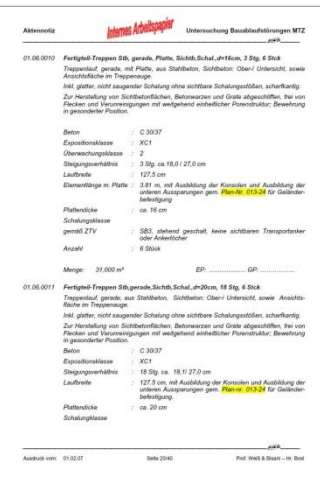 Aktennotiz Internes Arbeitspapier Untersuchung Bausblaufstörungen MTZ
01.06.0010 Fertigteil-Treppen Stb, gerade, Platte, Sichtb,Schal.,d=16cm, 3 Stg, 6 Stck
Treppenlauf, gerade, mit Platte, aus Stahlbeton, Sichtbeton: Ober-/ Untersicht, sowie
Ansichtsfläche im Treppenauge.
Inkl. glatter, nicht saugender Schalung ohne sichtbare Schalungsstößen, scharfkantig.
Zur Herstellung von Sichtbetonflächen, Betonwarzen und Grate abgeschliffen, frei von
Flecken und Verunreinigungen mit weitgehend einheitlicher Porenstruktur; Bewehrung
in gesonderter Position.
Beton : C 30/37
Expositionsklasse : XC1
Überwachungsklasse : 2
Steigungsverhältnis : 3 Stg. ca.18,0 / 27,0 cm
Laufbreite : 127,5 cm
Elementlänge m. Platte : 3.81 m, mit Ausbildung der Konsolen und Ausbildung der
unteren Aussparungen gem. Plan-Nr. 013-24 für Geländer-
befestigung
Plattendicke : ca. 16 cm
Schalungsklasse
gemäß ZTV : SB3, stehend geschalt, keine sichtbaren Transportanker
oder Ankerlöcher
Anzahl : 6 Stück
Menge: 31,000 m² EP: .................... GP: ..................
01.06.0011 Fertigteil-Treppen Stb,gerade,Sichtb,Schal.,d=20cm, 18 Stg, 6 Stck
Treppenlauf, gerade, aus Stahlbeton, Sichtbeton: Ober-/ Untersicht, sowie Ansichts-
fläche im Treppenauge.
Inkl. glatter, nicht saugender Schalung ohne sichtbare Schalungsstößen, scharfkantig.
Zur Herstellung von Sichtbetonflächen, Betonwarzen und Grate abgeschliffen, frei von
Flecken und Verunreinigungen mit weitgehend einheitlicher Porenstruktur; Bewehrung
in gesonderter Position.
Beton : C 30/37
Expositionsklasse : XC1
Steigungsverhältnis : 18 Stg. ca. 18,1/ 27,0 cm
Laufbreite : 127.5 cm, mit Ausbildung der Konsolen und Ausbildung der
unteren Aussparungen gem. Plan-nr. 013-24 für Geländer-
befestigung.
Plattendicke : ca. 20 cm
Schalungsklasse
Ausdruck vom: 01.02.07 Seite 20/40 Prof. Weiß & Bisani – Hr. Bosl